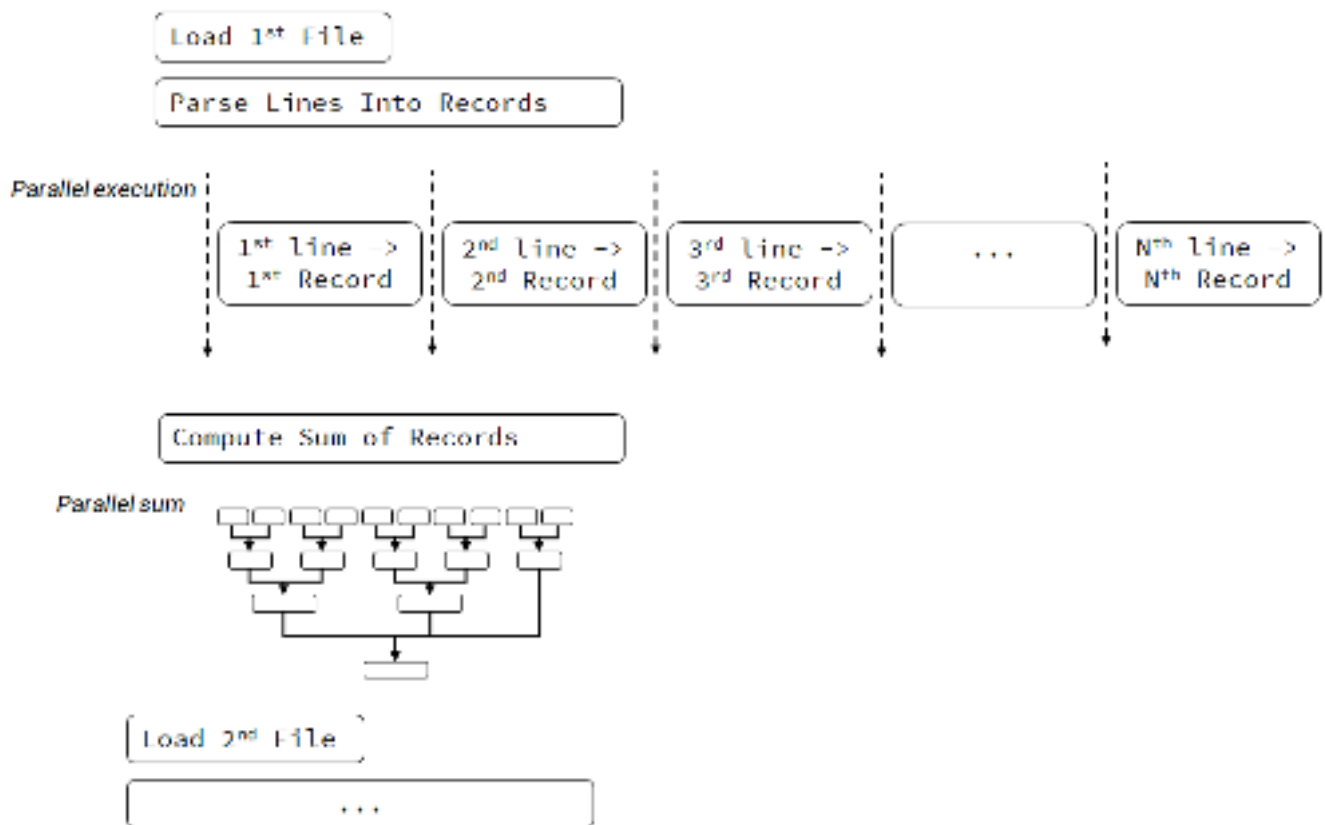 Load 1st File
Parse Lines Into Records
Parallel execution
1st line ->
1st Record
2nd line ->
2nd Record
3rd line ->
3rd Record
...
Nth line ->
Nth Record
Compute Sum of Records
Parallel sum
Load 2nd File
...